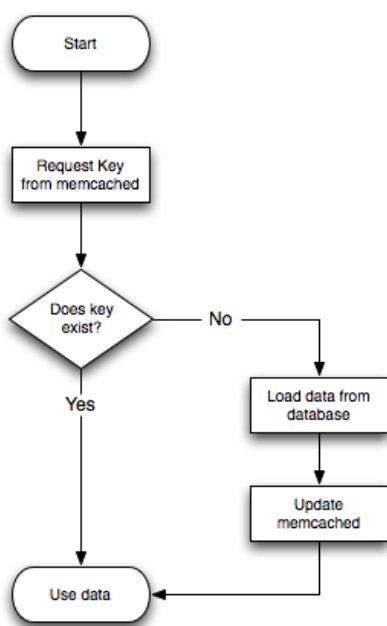 Start
Request Key
from memcached
Does key
exist?
No
Yes
Load data from
database
Update
memcached
Use data